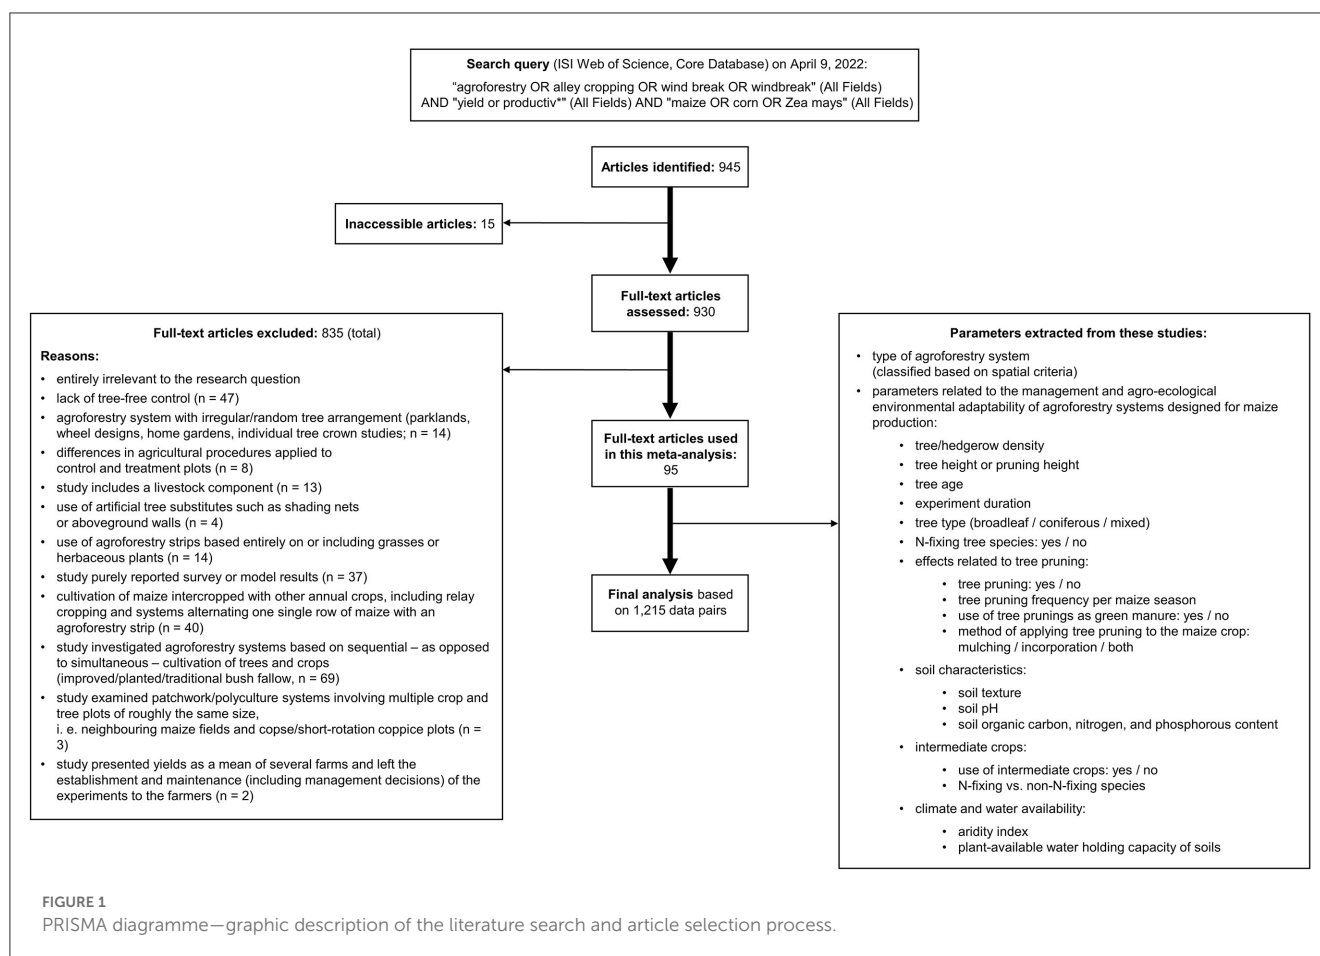 Search query (ISI Web of Science, Core Database) on April 9, 2022:
"agroforestry OR alley cropping OR wind break OR windbreak" (All Fields)
AND "yield or productiv*" (All Fields) AND "maize OR corn OR Zea mays" (All Fields)
Articles identified: 945
Inaccessible articles: 15
Full-text articles
assessed: 930
Full-text articles excluded: 835 (total)
Reasons:
• entirely irrelevant to the research question
• lack of tree-free control (n = 47)
• agroforestry system with irregular/random tree arrangement (parklands,
wheel designs, home gardens, individual tree crown studies; n = 14)
• differences in agricultural procedures applied to
control and treatment plots (n = 8)
• study includes a livestock component (n = 13)
• use of artificial tree substitutes such as shading nets
or aboveground walls (n = 4)
• use of agroforestry strips based entirely on or including grasses or
herbaceous plants (n = 14)
• study purely reported survey or model results (n = 37)
• cultivation of maize intercropped with other annual crops, including relay
cropping and systems alternating one single row of maize with an
agroforestry strip (n = 40)
• study investigated agroforestry systems based on sequential – as opposed
to simultaneous – cultivation of trees and crops
(improved/planted/traditional bush fallow, n = 69)
• study examined patchwork/polyculture systems involving multiple crop and
tree plots of roughly the same size,
i. e. neighbouring maize fields and copse/short-rotation coppice plots (n =
3)
• study presented yields as a mean of several farms and left the
establishment and maintenance (including management decisions) of the
experiments to the farmers (n = 2)
Full-text articles used
in this meta-analysis:
95
Final analysis based
on 1,215 data pairs
Parameters extracted from these studies:
• type of agroforestry system
(classified based on spatial criteria)
• parameters related to the management and agro-ecological
environmental adaptability of agroforestry systems designed for maize
production:
• tree/hedgerow density
• tree height or pruning height
• tree age
• experiment duration
• tree type (broadleaf / coniferous / mixed)
• N-fixing tree species: yes / no
• effects related to tree pruning:
• tree pruning: yes / no
• tree pruning frequency per maize season
• use of tree prunings as green manure: yes / no
• method of applying tree pruning to the maize crop:
mulching / incorporation / both
• soil characteristics:
• soil texture
• soil pH
• soil organic carbon, nitrogen, and phosphorous content
• intermediate crops:
• use of intermediate crops: yes / no
• N-fixing vs. non-N-fixing species
• climate and water availability:
• aridity index
• plant-available water holding capacity of soils
FIGURE 1
PRISMA diagramme—graphic description of the literature search and article selection process.